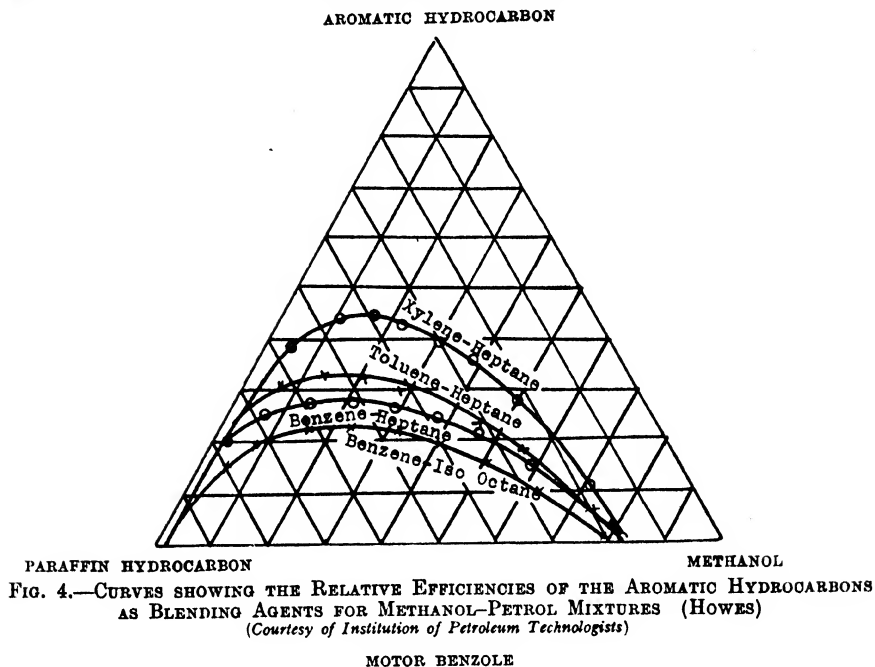 AROMATIC HYDROCARBON
Xylene-Heptane
Toluene-Heptane
Benzene-Heptane
Benzene-Iso Octane
PARAFFIN HYDROCARBON
METHANOL
FIG. 4.—CURVES SHOWING THE RELATIVE EFFICIENCIES OF THE AROMATIC HYDROCARBONS
AS BLENDING AGENTS FOR METHANOL–PETROL MIXTURES (HOWES)
(Courtesy of Institution of Petroleum Technologists)
MOTOR BENZOLE